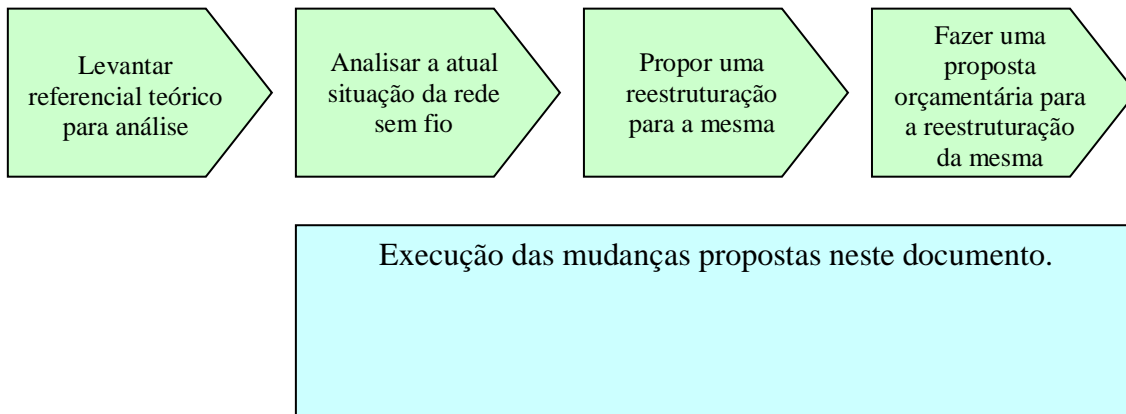 Levantar
referencial teórico
para análise
Analisar a atual
situação da rede
sem fio
Propor uma
reestruturação
para a mesma
Fazer uma
proposta
orçamentária para
a reestruturação
da mesma
Execução das mudanças propostas neste documento.